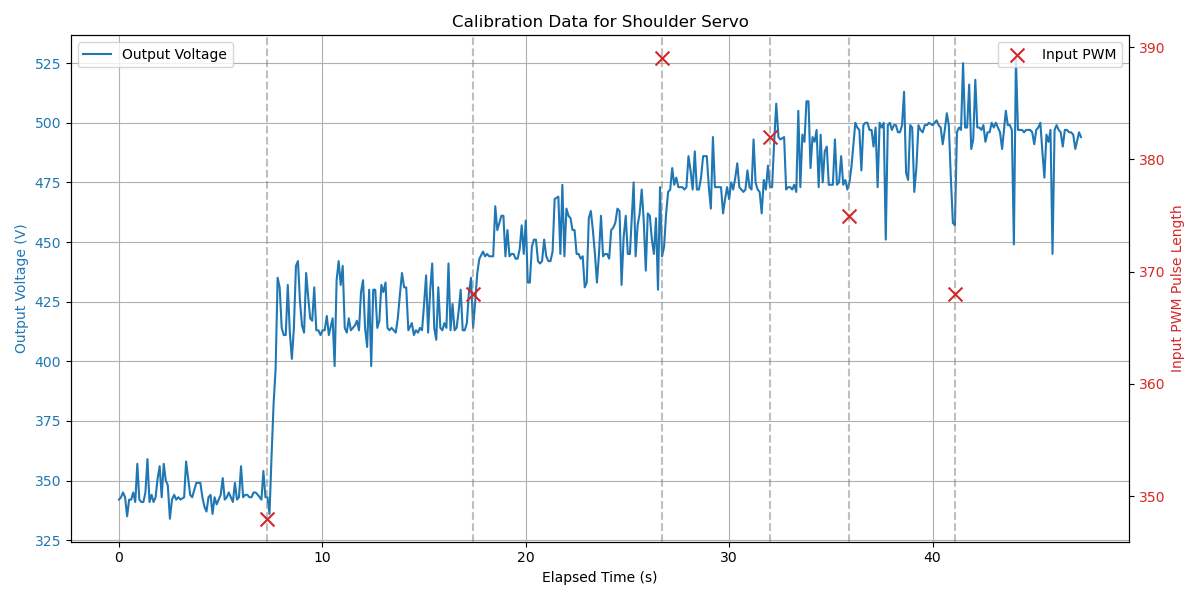 Calibration Data for Shoulder Servo
Output Voltage
Input PWM
Output Voltage (V)
525
500
475
450
425
400
375
350
325
390
380
370
360
350
Input PWM Pulse Length
0 10 20 30 40
Elapsed Time (s)